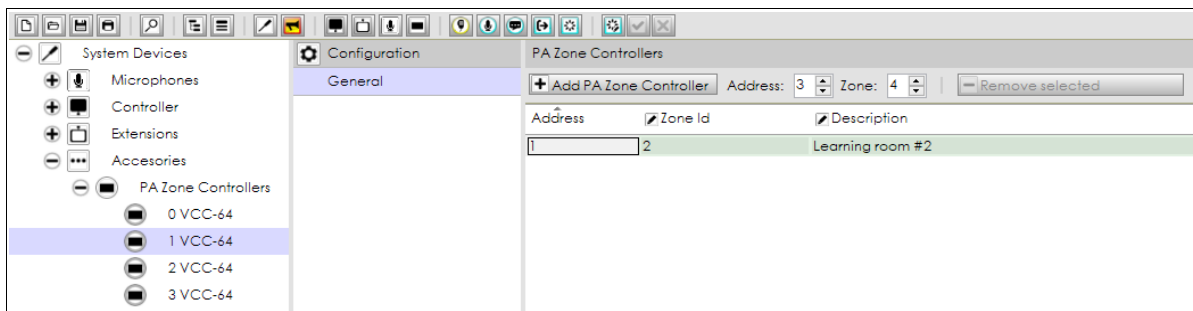 System Devices
Microphones
Controller
Extensions
Accesories
PA Zone Controllers
0 VCC-64
1 VCC-64
2 VCC-64
3 VCC-64
Configuration
General
PA Zone Controllers
Add PA Zone Controller Address: 3 Zone: 4 Remove selected
Address Zone Id Description
1 2 Learning room #2